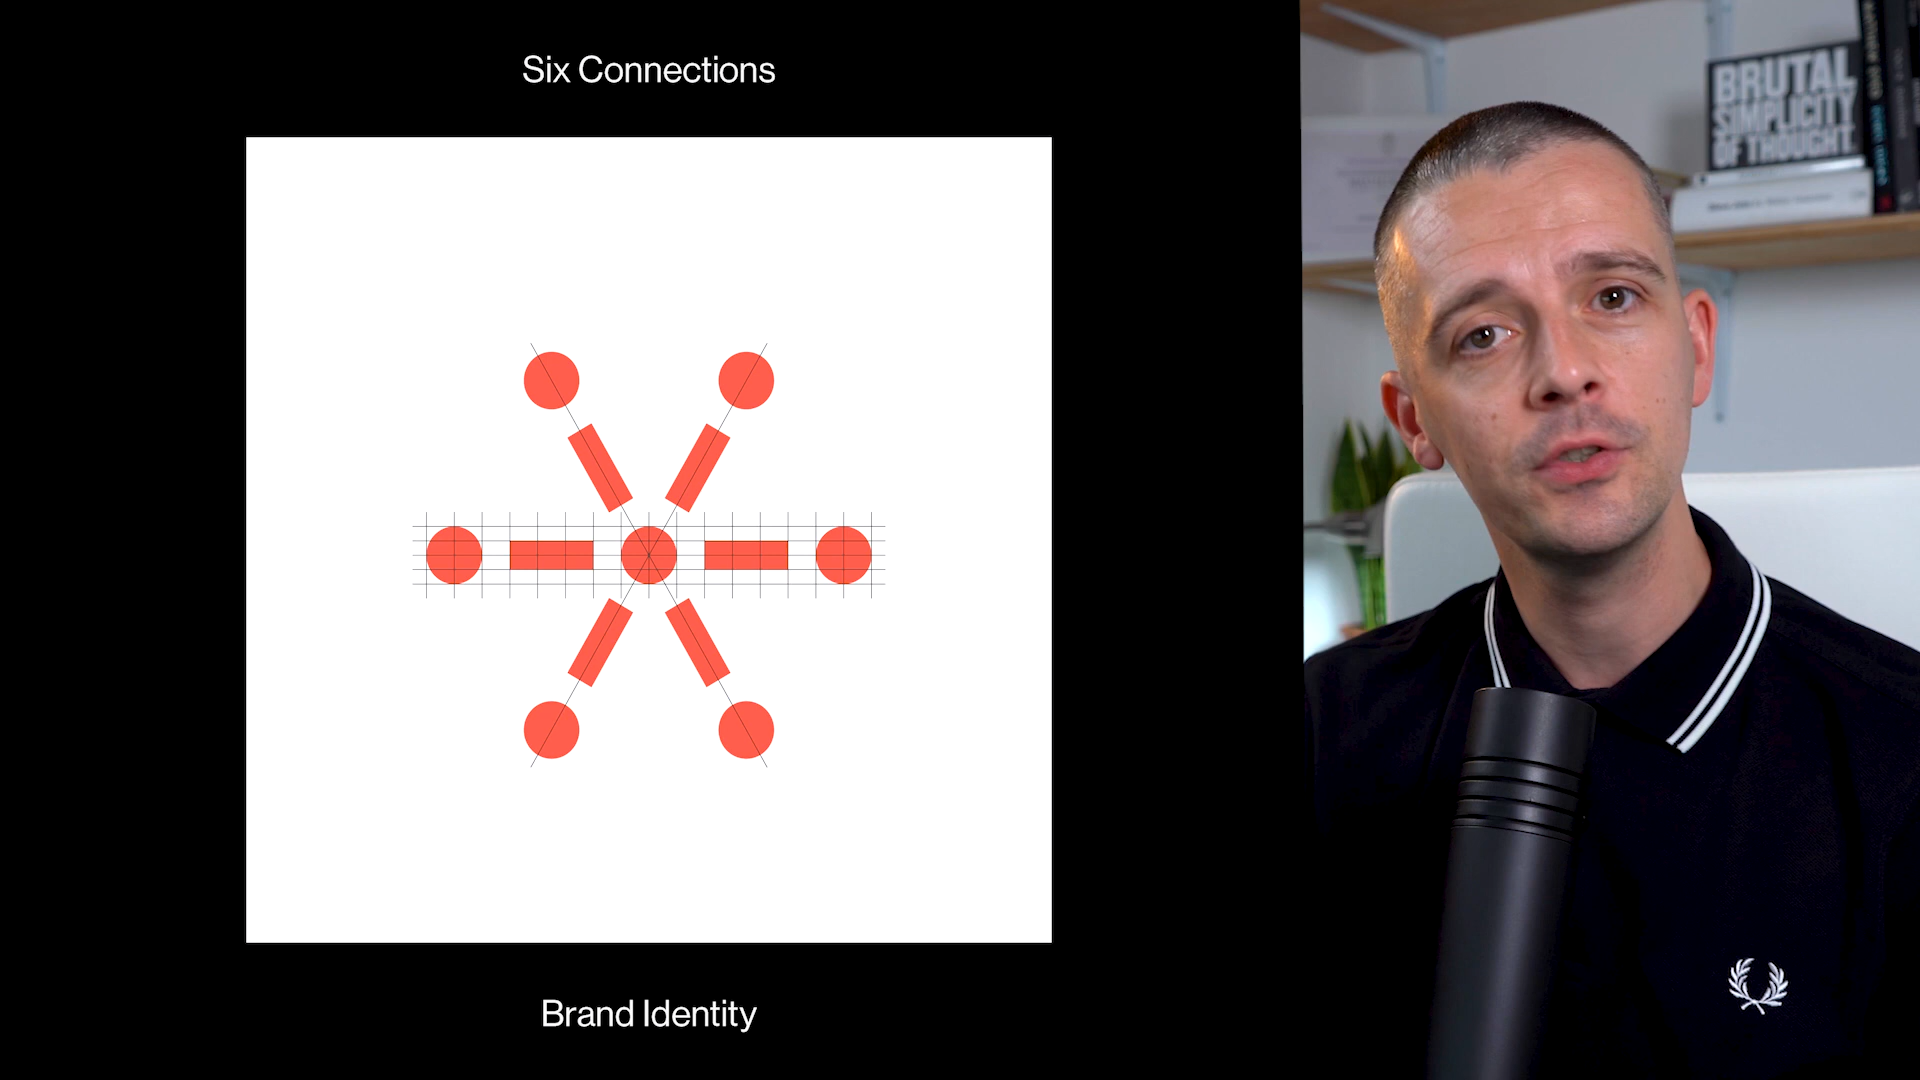 Six Connections
BRUTAL
SIMPLICITY
OF THOUGHT.
Brand Identity